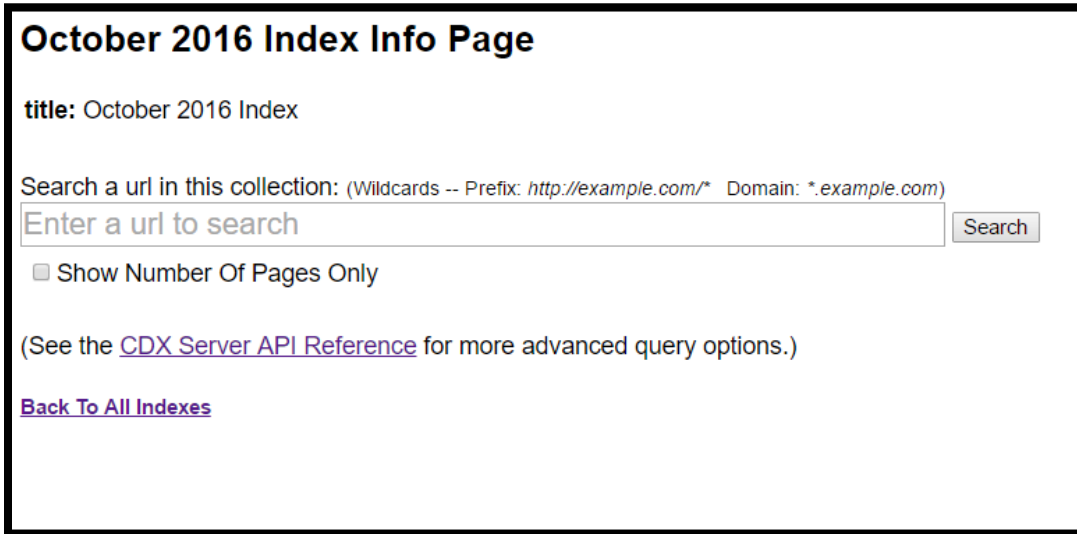 October 2016 Index Info Page
title: October 2016 Index
Search a url in this collection: (Wildcards -- Prefix: http://example.com/* Domain: *.example.com)
Enter a url to search Search
Show Number Of Pages Only
(See the CDX Server API Reference for more advanced query options.)
Back To All Indexes